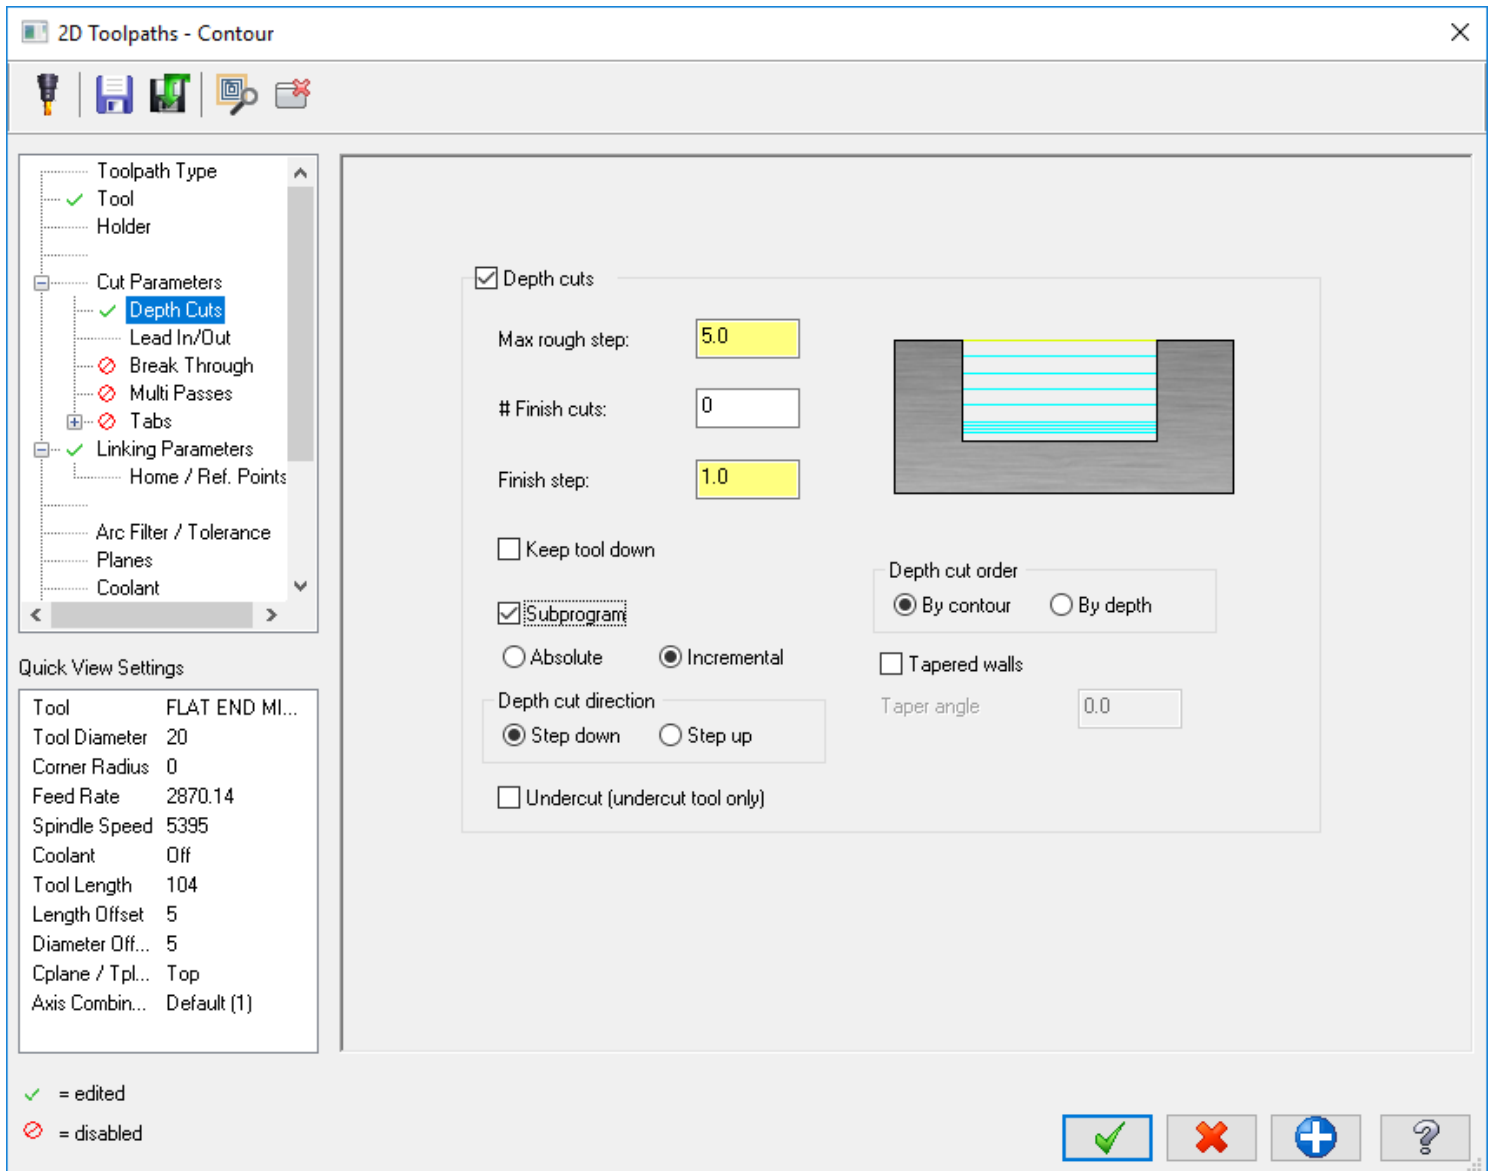 2D Toolpaths - Contour
Toolpath Type
Tool
Holder
Cut Parameters
Depth Cuts
Lead In/Out
Break Through
Multi Passes
Tabs
Linking Parameters
Home / Ref. Points
Arc Filter / Tolerance
Planes
Coolant
Quick View Settings
Tool FLAT END MI...
Tool Diameter 20
Corner Radius 0
Feed Rate 2870.14
Spindle Speed 5395
Coolant Off
Tool Length 104
Length Offset 5
Diameter Off... 5
Cplane / Tpl... Top
Axis Combin... Default (1)
= edited
= disabled
Depth cuts
Max rough step: 5.0
# Finish cuts: 0
Finish step: 1.0
Keep tool down
Subprogram
Absolute Incremental
Depth cut direction
Step down Step up
Undercut (undercut tool only)
Depth cut order
By contour By depth
Tapered walls
Taper angle 0.0